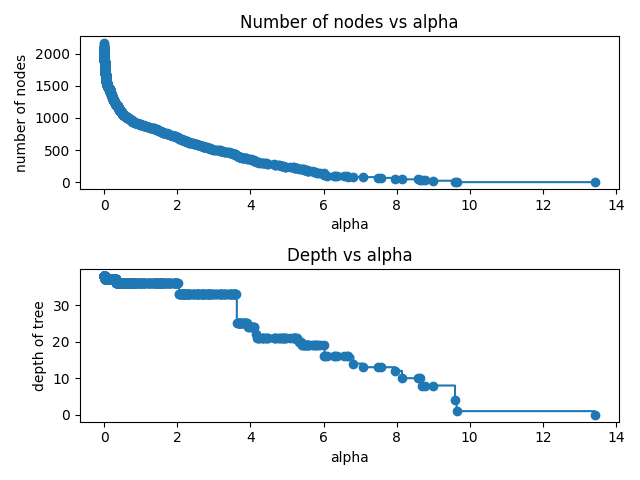 Number of nodes vs alpha
number of nodes
2000
1500
1000
500
0
0 2 4 6 8 10 12 14
alpha
Depth vs alpha
depth of tree
30
20
10
0
0 2 4 6 8 10 12 14
alpha